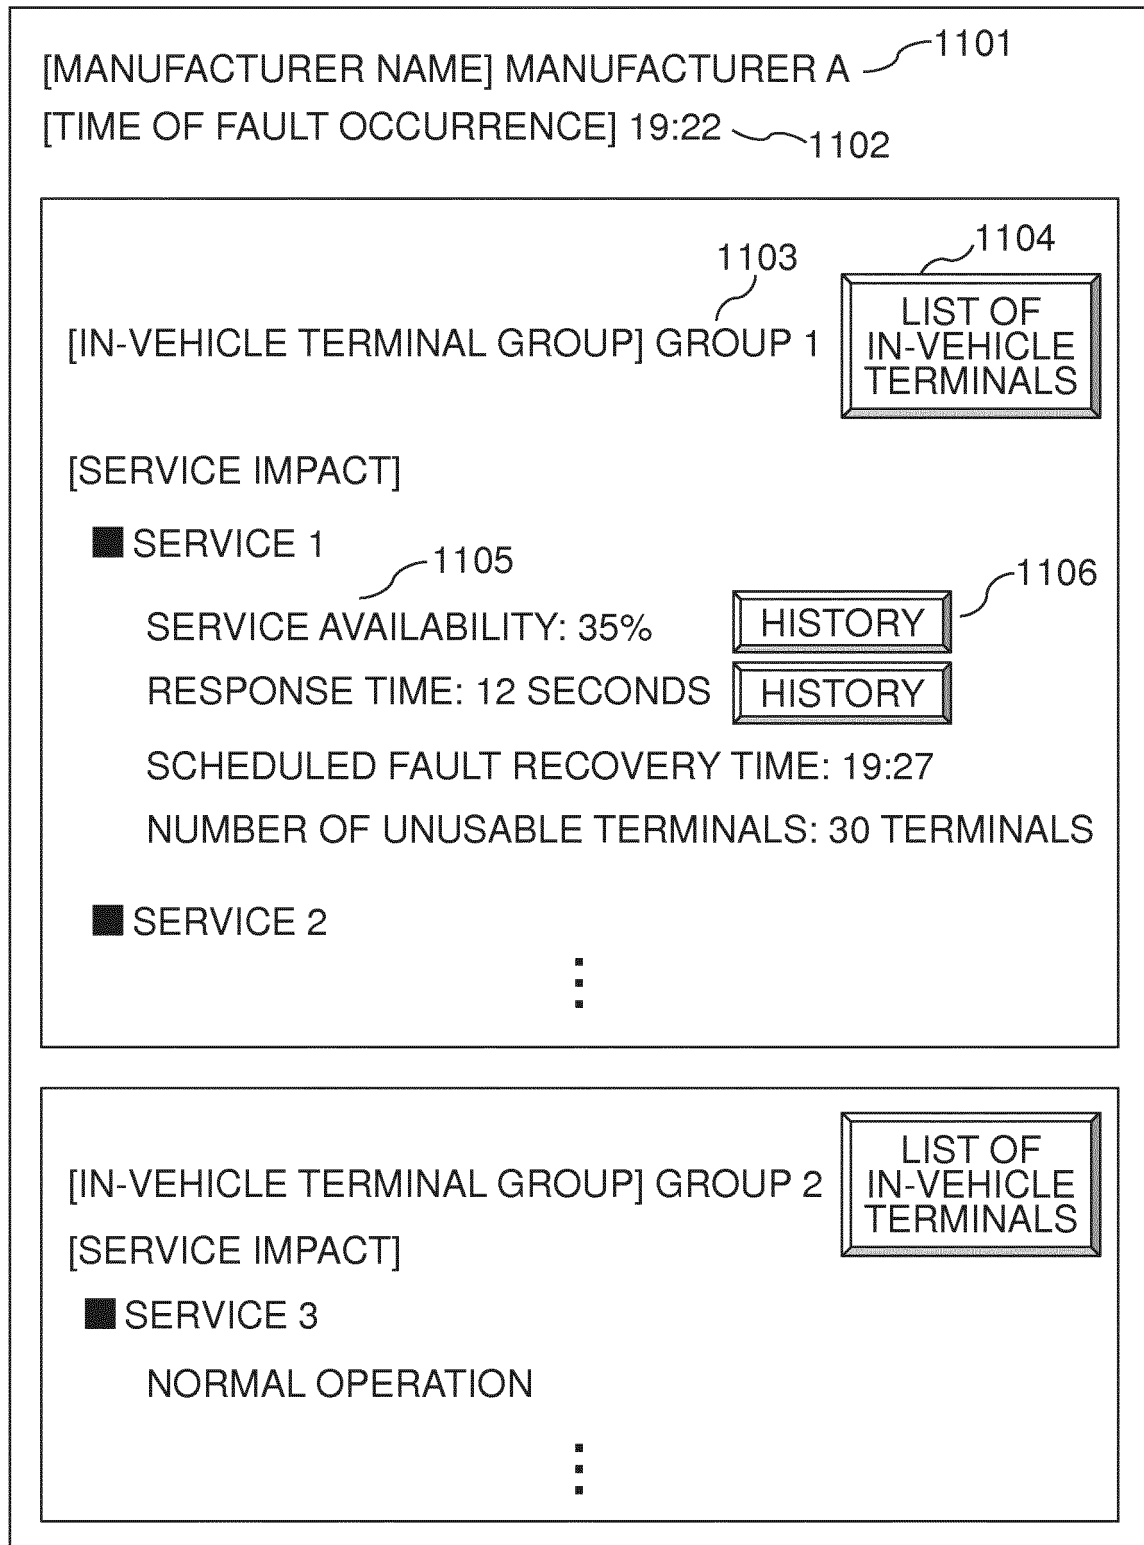 [MANUFACTURER NAME] MANUFACTURER A 1101
[TIME OF FAULT OCCURRENCE] 19:22 1102
1103 1104
[IN-VEHICLE TERMINAL GROUP] GROUP 1
LIST OF
IN-VEHICLE
TERMINALS
[SERVICE IMPACT]
■ SERVICE 1
1105 1106
SERVICE AVAILABILITY: 35% HISTORY
RESPONSE TIME: 12 SECONDS HISTORY
SCHEDULED FAULT RECOVERY TIME: 19:27
NUMBER OF UNUSABLE TERMINALS: 30 TERMINALS
■ SERVICE 2
⋮
[IN-VEHICLE TERMINAL GROUP] GROUP 2
LIST OF
IN-VEHICLE
TERMINALS
[SERVICE IMPACT]
■ SERVICE 3
NORMAL OPERATION
⋮